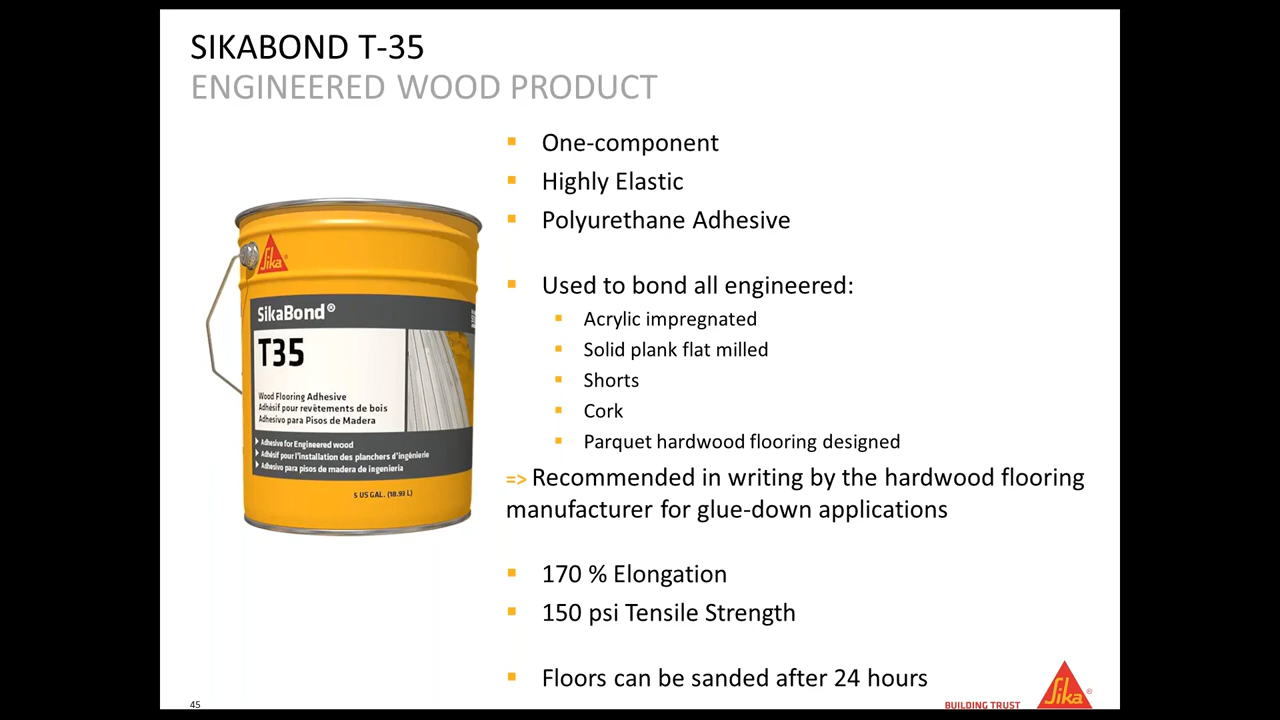 SIKABOND T-35
ENGINEERED WOOD PRODUCT
One-component
Highly Elastic
Polyurethane Adhesive
Used to bond all engineered:
Acrylic impregnated
Solid plank flat milled
Shorts
Cork
Parquet hardwood flooring designed
=> Recommended in writing by the hardwood flooring
manufacturer for glue-down applications
170 % Elongation
150 psi Tensile Strength
Floors can be sanded after 24 hours
Sika®
SikaBond®
T35
Wood Flooring Adhesive
Adhésif pour revêtements de bois
Adhesivo para Pisos de Madera
Adhesive for Engineered wood
Adhésif pour l'installation des planchers d'ingénierie
Adhesivo para pisos de madera de ingenieria
5 US GAL. (18.93 L)
45
BUILDING TRUST
Sika®